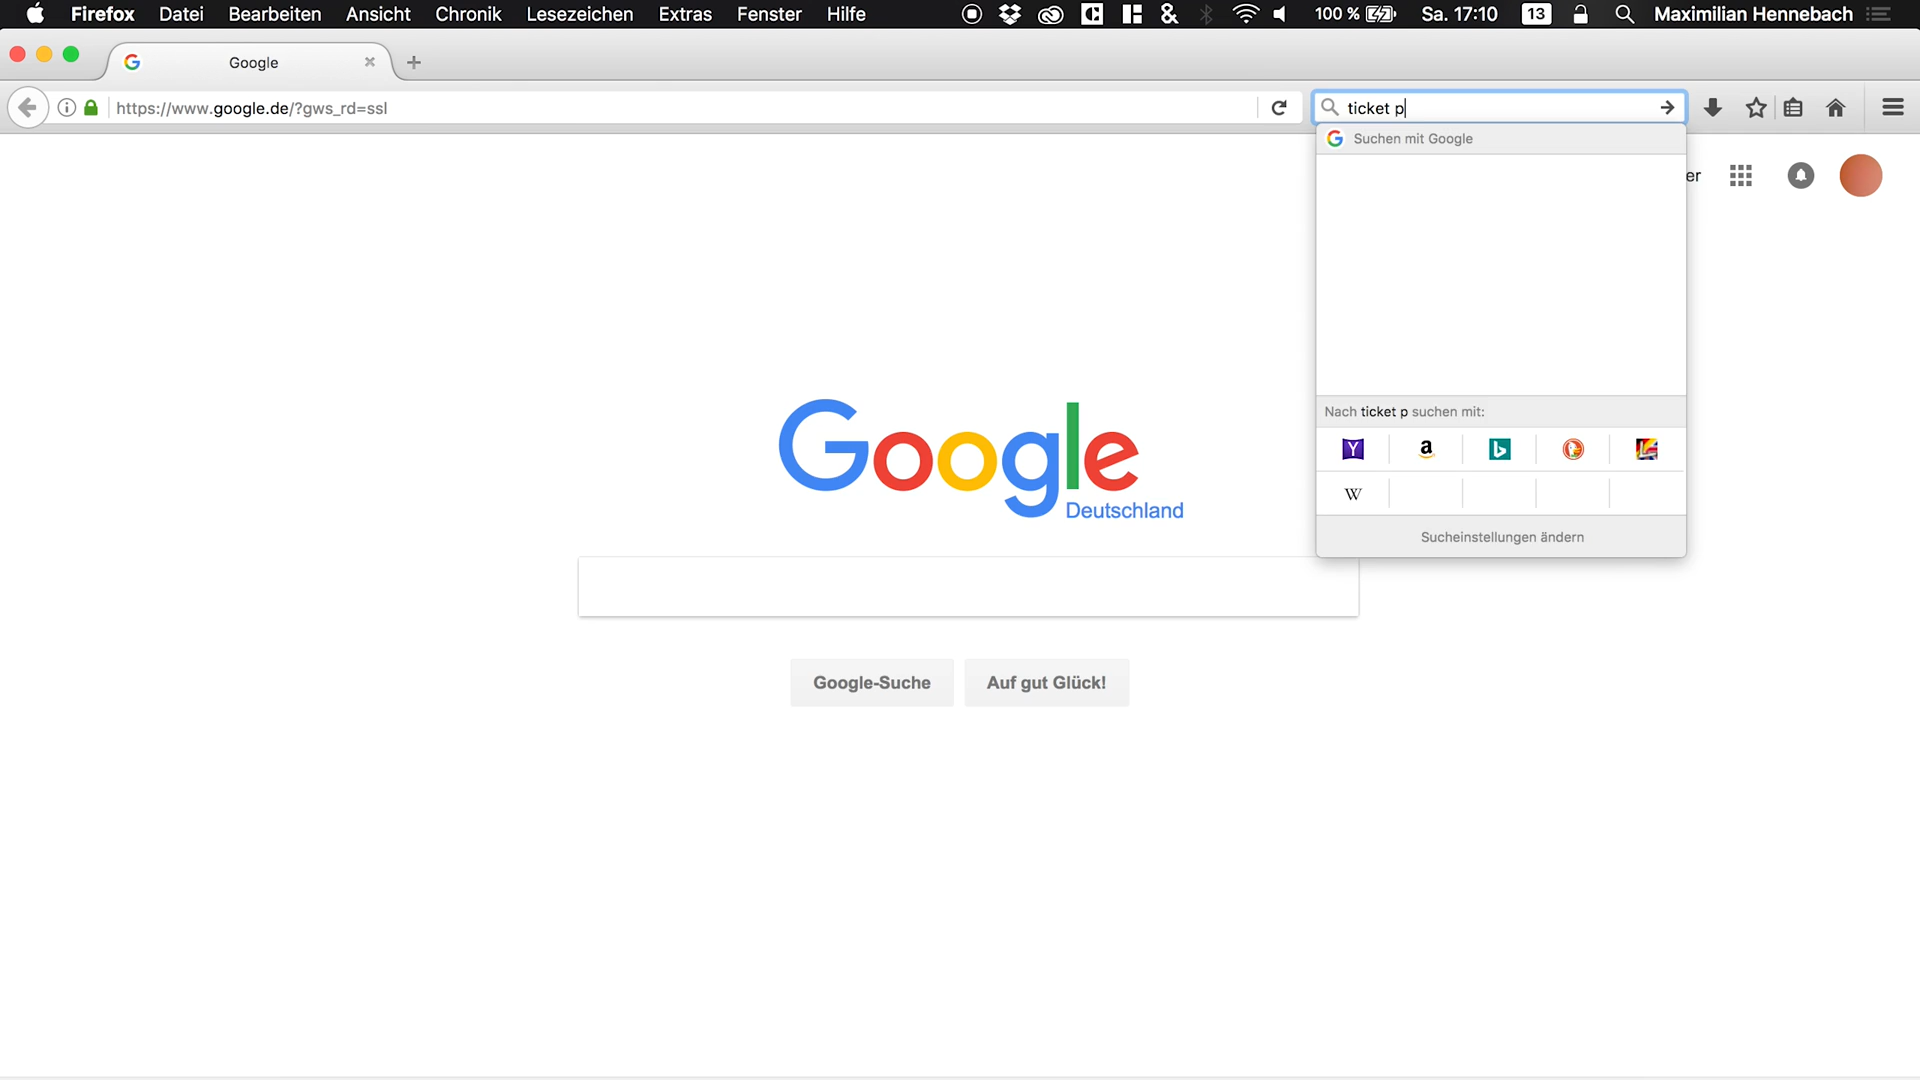 Firefox Datei Bearbeiten Ansicht Chronik Lesezeichen Extras Fenster Hilfe 100 % Sa. 17:10 13 Maximilian Hennebach
Google
https://www.google.de/?gws_rd=ssl
ticket p
Suchen mit Google
er
Nach ticket p suchen mit:
Y a b
W
Sucheinstellungen ändern
Google
Deutschland
Google-Suche Auf gut Glück!